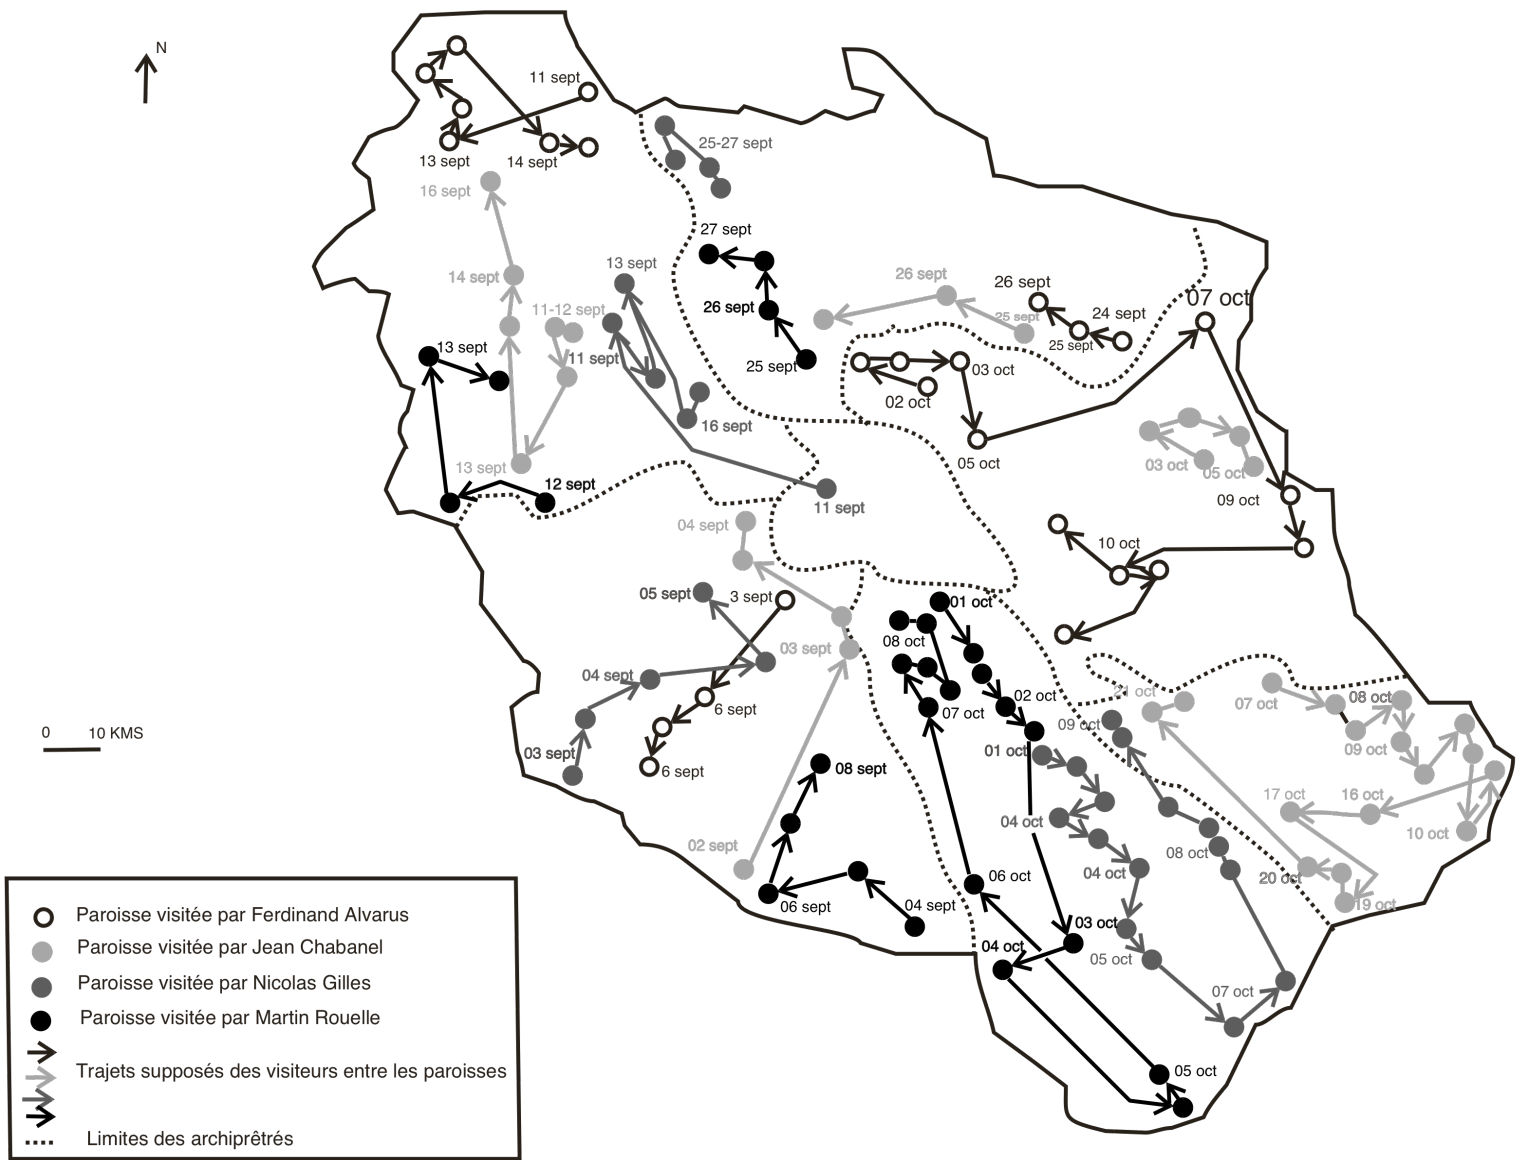 N
11 sept
13 sept
14 sept
25-27 sept
16 sept
27 sept
13 sept
14 sept
11-12 sept
26 sept
26 sept
07 oct
26 sept
25 sept
24 sept
25 sept
13 sept
11 sept
25 sept
03 oct
02 oct
16 sept
05 oct
13 sept
03 oct
05 oct
12 sept
09 oct
11 sept
04 sept
10 oct
05 sept
3 sept
01 oct
08 oct
03 sept
04 sept
21 oct
02 oct
07 oct
08 oct
6 sept
07 oct
09 oct
0 10 KMS
03 sept
01 oct
09 oct
6 sept
08 sept
17 oct
16 oct
04 oct
10 oct
02 sept
08 oct
04 oct
06 oct
20 oct
06 sept
04 sept
19 oct
03 oct
04 oct
05 oct
07 oct
05 oct
Paroisse visitée par Ferdinand Alvarus
Paroisse visitée par Jean Chabanel
Paroisse visitée par Nicolas Gilles
Paroisse visitée par Martin Rouelle
Trajets supposés des visiteurs entre les paroisses
Limites des archiprêtrés